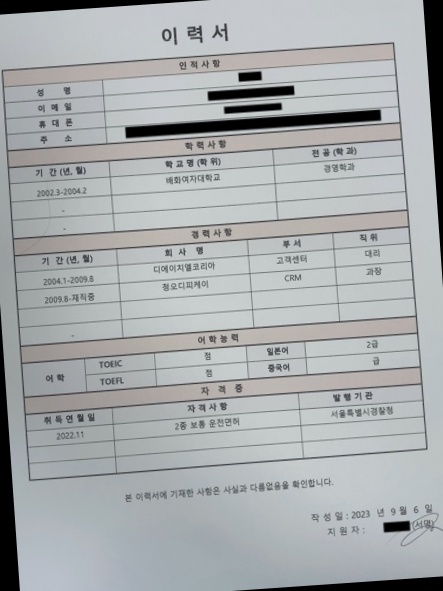 이 력 서
인 적 사 항
성 명
이 메 일
휴 대 폰
주 소
학 력 사 항
기 간 (년, 월) 학 교 명 (학 위) 전 공 (학 과)
2002.3-2004.2 배화여자대학교 경영학과
-
-
경 력 사 항
기 간 (년, 월) 회 사 명 부 서 직 위
2004.1-2009.6 디에이치엘코리아 고객센터 대리
2009.8-재직중 정오디피케이 CRM 과장
-
어 학 능 력
어 학 TOEIC 점 일본어 2급
TOEFL 점 중국어 급
자 격 증
취 득 연 월 일 자 격 사 항 발 행 기 관
2022.11 2종 보통 운전면허 서울특별시경찰청
본 이력서에 기재한 사항은 사실과 다름없음을 확인합니다.
작 성 일 : 2023 년 9 월 6 일
지 원 자 : (서명)